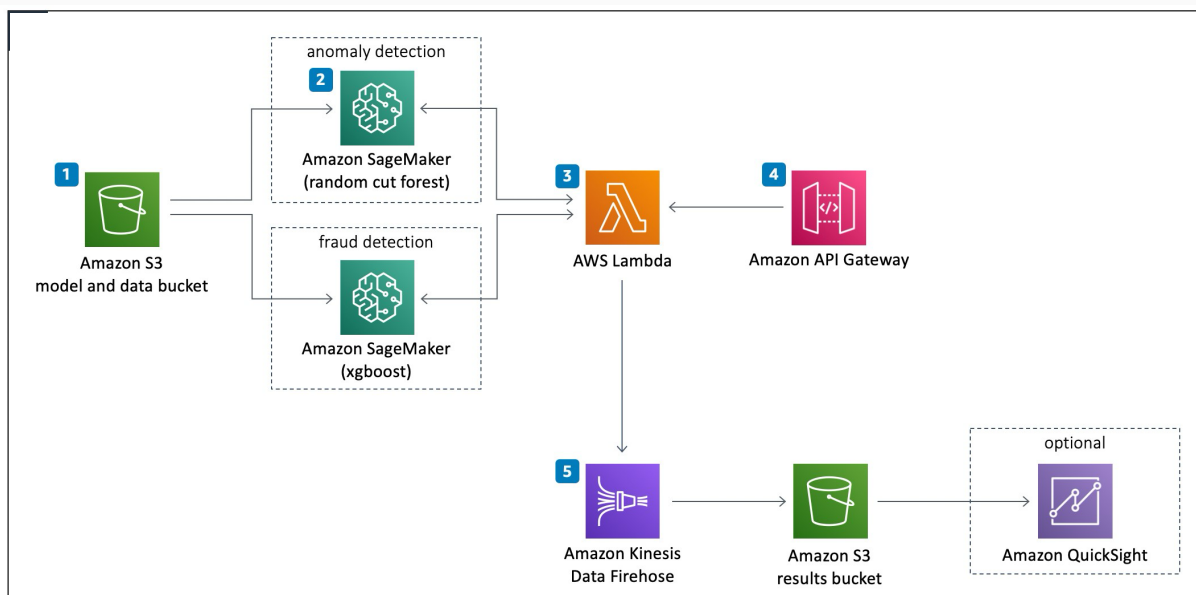 anomaly detection
2
Amazon SageMaker
(random cut forest)
1
Amazon S3
model and data bucket
fraud detection
Amazon SageMaker
(xgboost)
3
AWS Lambda
4
</>
Amazon API Gateway
5
Amazon Kinesis
Data Firehose
Amazon S3
results bucket
optional
Amazon QuickSight